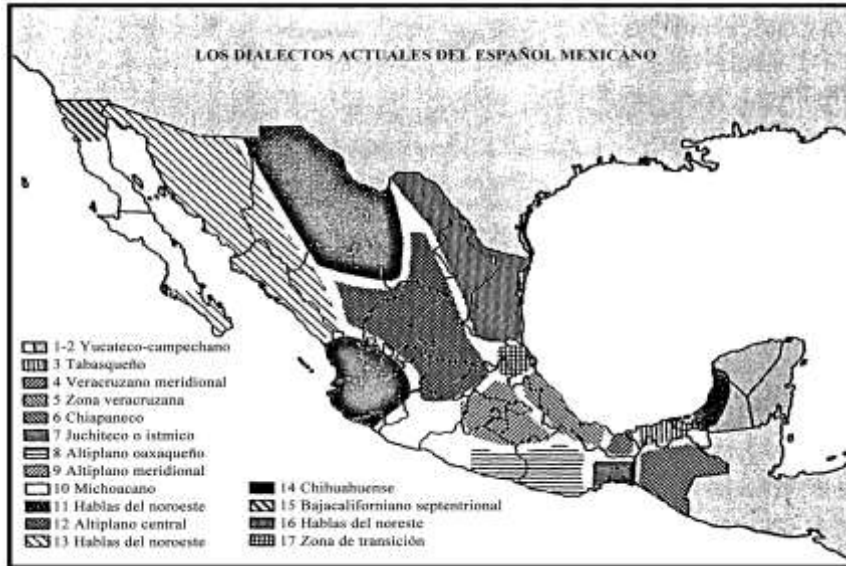 LOS DIALECTOS ACTUALES DEL ESPAÑOL MEXICANO
1-2 Yucateco-campechano
3 Tabasqueño
4 Veracruzano meridional
5 Zona veracruzana
6 Chiapaneco
7 Juchiteco o istmico
8 Altiplano oaxaqueño
9 Altiplano meridional
10 Michoacano
11 Hablas del noroeste
12 Altiplano central
13 Hablas del noroeste
14 Chihuahuense
15 Bajacaliforniano septentrional
16 Hablas del noreste
17 Zona de transición